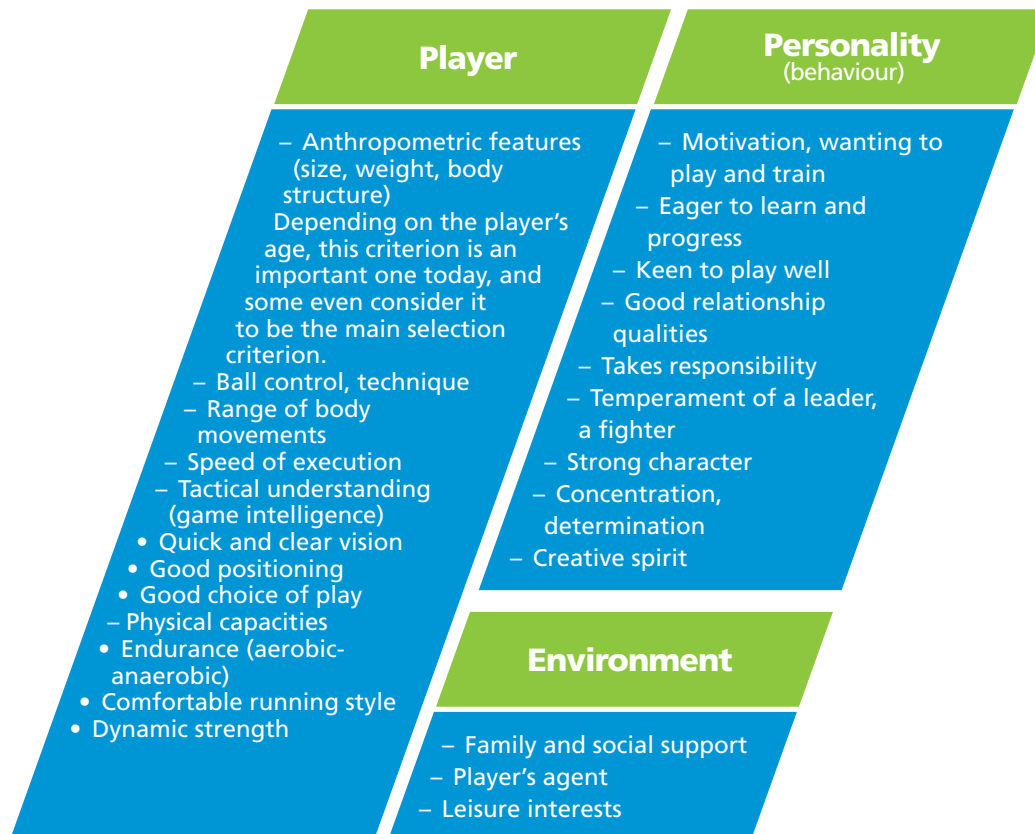 Player
– Anthropometric features
(size, weight, body
structure)
Depending on the player’s
age, this criterion is an
important one today, and
some even consider it
to be the main selection
criterion.
– Ball control, technique
– Range of body
movements
– Speed of execution
– Tactical understanding
(game intelligence)
• Quick and clear vision
• Good positioning
• Good choice of play
– Physical capacities
• Endurance (aerobic-
anaerobic)
• Comfortable running style
• Dynamic strength
Personality
(behaviour)
– Motivation, wanting to
play and train
– Eager to learn and
progress
– Keen to play well
– Good relationship
qualities
– Takes responsibility
– Temperament of a leader,
a fighter
– Strong character
– Concentration,
determination
– Creative spirit
Environment
– Family and social support
– Player’s agent
– Leisure interests